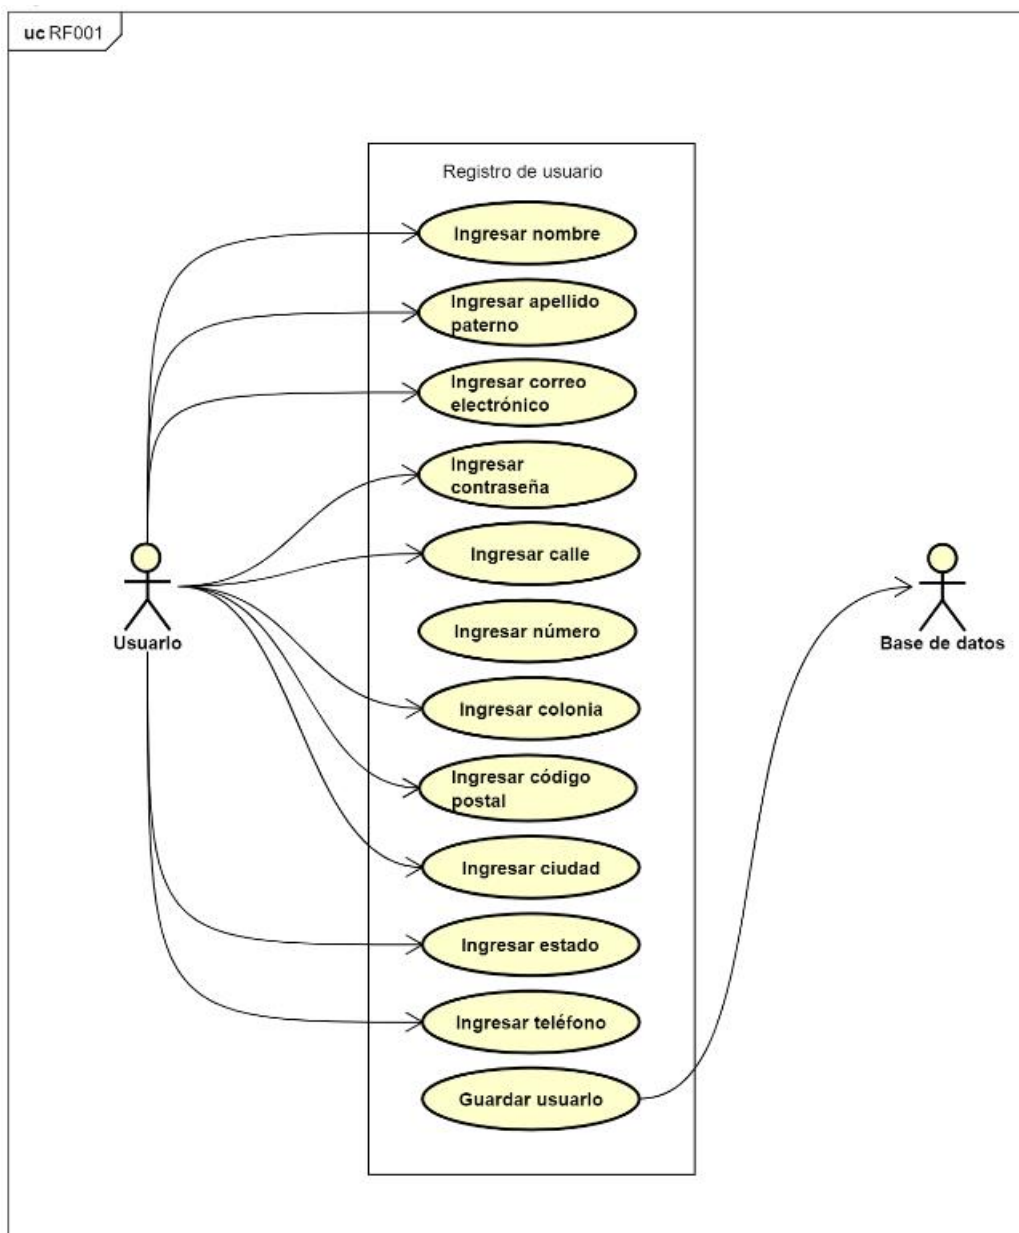 uc RF001
Registro de usuario
Ingresar nombre
Ingresar apellido
paterno
Ingresar correo
electrónico
Ingresar
contraseña
Ingresar calle
Ingresar número
Usuario
Base de datos
Ingresar colonia
Ingresar código
postal
Ingresar ciudad
Ingresar estado
Ingresar teléfono
Guardar usuario